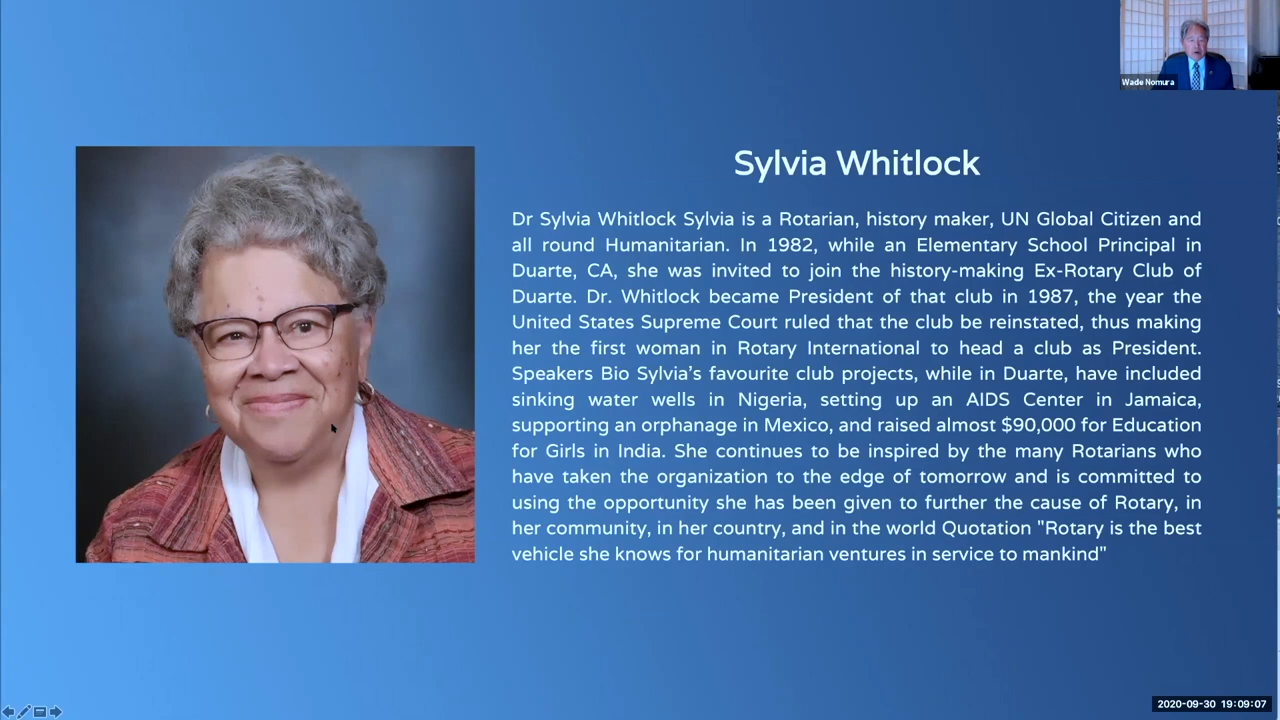 Wade Nomura
Sylvia Whitlock
Dr Sylvia Whitlock Sylvia is a Rotarian, history maker, UN Global Citizen and
all round Humanitarian. In 1982, while an Elementary School Principal in
Duarte, CA, she was invited to join the history-making Ex-Rotary Club of
Duarte. Dr. Whitlock became President of that club in 1987, the year the
United States Supreme Court ruled that the club be reinstated, thus making
her the first woman in Rotary International to head a club as President.
Speakers Bio Sylvia's favourite club projects, while in Duarte, have included
sinking water wells in Nigeria, setting up an AIDS Center in Jamaica,
supporting an orphanage in Mexico, and raised almost $90,000 for Education
for Girls in India. She continues to be inspired by the many Rotarians who
have taken the organization to the edge of tomorrow and is committed to
using the opportunity she has been given to further the cause of Rotary, in
her community, in her country, and in the world Quotation "Rotary is the best
vehicle she knows for humanitarian ventures in service to mankind"
2020-09-30 19:09:07